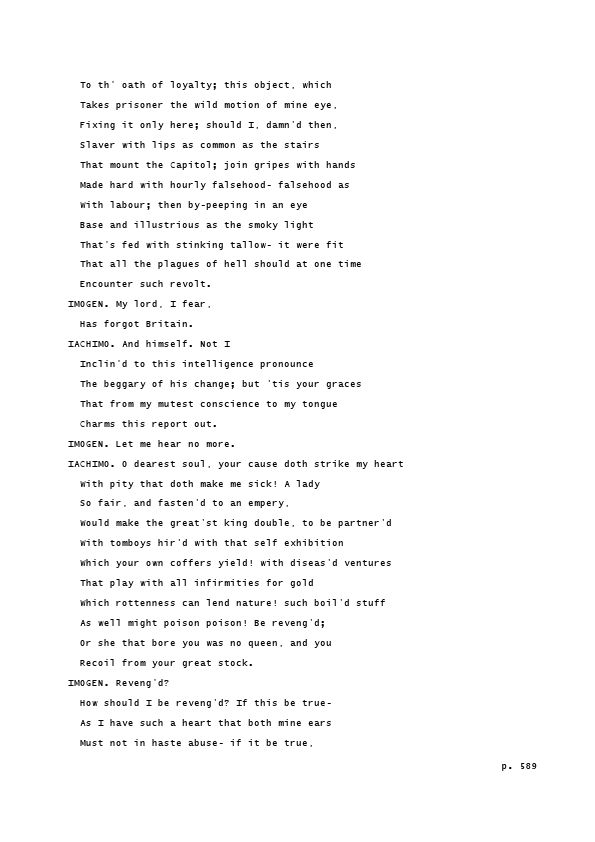 To th' oath of loyalty; this object, which
Takes prisoner the wild motion of mine eye,
Fixing it only here; should I, damn'd then,
Slaver with lips as common as the stairs
That mount the Capitol; join gripes with hands
Made hard with hourly falsehood- falsehood as
With labour; then by-peeping in an eye
Base and illustrious as the smoky light
That's fed with stinking tallow- it were fit
That all the plagues of hell should at one time
Encounter such revolt.
IMOGEN. My lord, I fear,
Has forgot Britain.
IACHIMO. And himself. Not I
Inclin'd to this intelligence pronounce
The beggary of his change; but 'tis your graces
That from my mutest conscience to my tongue
Charms this report out.
IMOGEN. Let me hear no more.
IACHIMO. O dearest soul, your cause doth strike my heart
With pity that doth make me sick! A lady
So fair, and fasten'd to an empery,
Would make the great'st king double, to be partner'd
With tomboys hir'd with that self exhibition
Which your own coffers yield! with diseas'd ventures
That play with all infirmities for gold
Which rottenness can lend nature! such boil'd stuff
As well might poison poison! Be reveng'd;
Or she that bore you was no queen, and you
Recoil from your great stock.
IMOGEN. Reveng'd?
How should I be reveng'd? If this be true-
As I have such a heart that both mine ears
Must not in haste abuse- if it be true,
p. 589